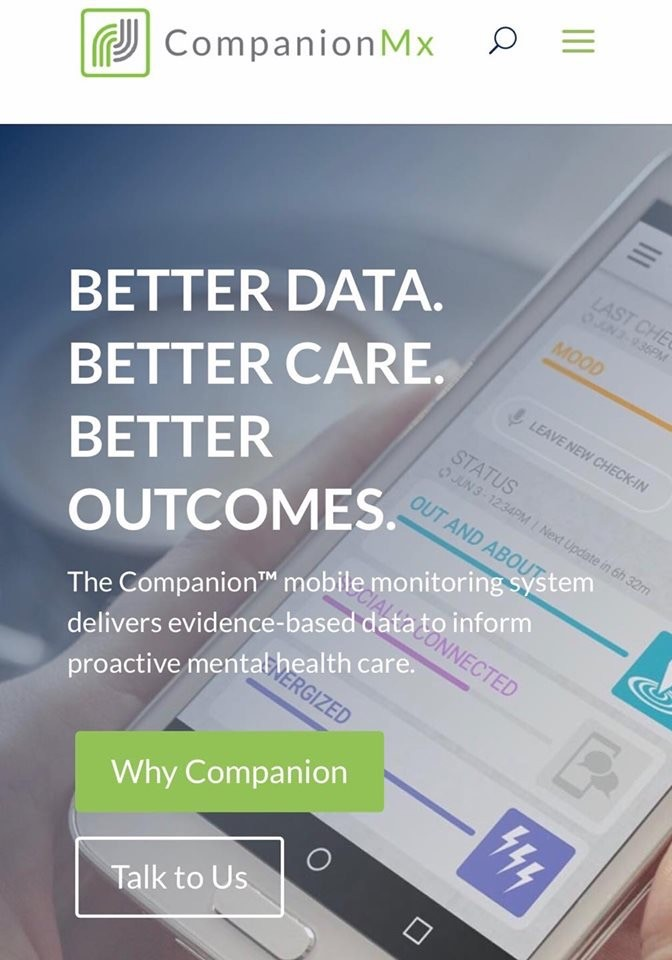 CompanionMx
BETTER DATA.
BETTER CARE.
BETTER
OUTCOMES.
The Companion™ mobile monitoring system
delivers evidence-based data to inform
proactive mental health care.
Why Companion
Talk to Us
LAST CHEC
JUN 3 - 9:36PM
MOOD
LEAVE NEW CHECK-IN
STATUS
JUN 3 - 12:34PM | Next Update in 6h 32m
OUT AND ABOUT
SOCIALLY CONNECTED
ENERGIZED